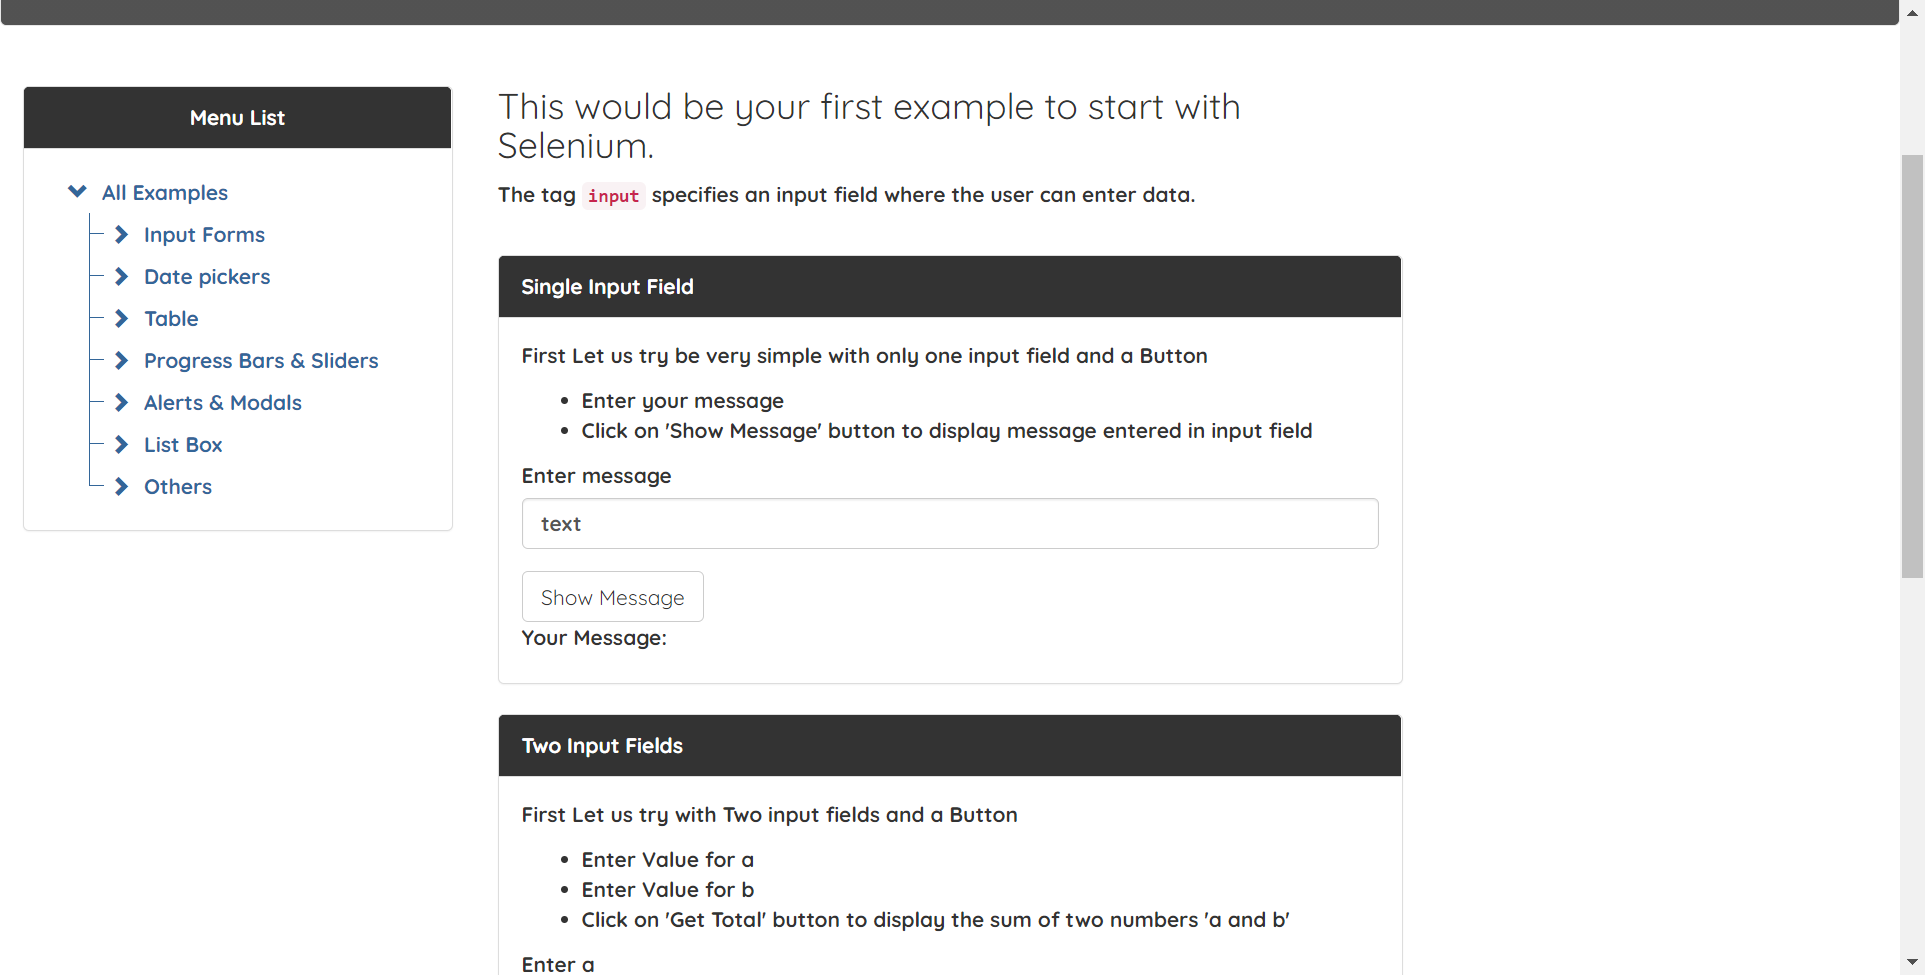 Menu List
All Examples
Input Forms
Date pickers
Table
Progress Bars & Sliders
Alerts & Modals
List Box
Others
This would be your first example to start with
Selenium.
The tag input specifies an input field where the user can enter data.
Single Input Field
First Let us try be very simple with only one input field and a Button
• Enter your message
• Click on 'Show Message' button to display message entered in input field
Enter message
text
Show Message
Your Message:
Two Input Fields
First Let us try with Two input fields and a Button
• Enter Value for a
• Enter Value for b
• Click on 'Get Total' button to display the sum of two numbers 'a and b'
Enter a